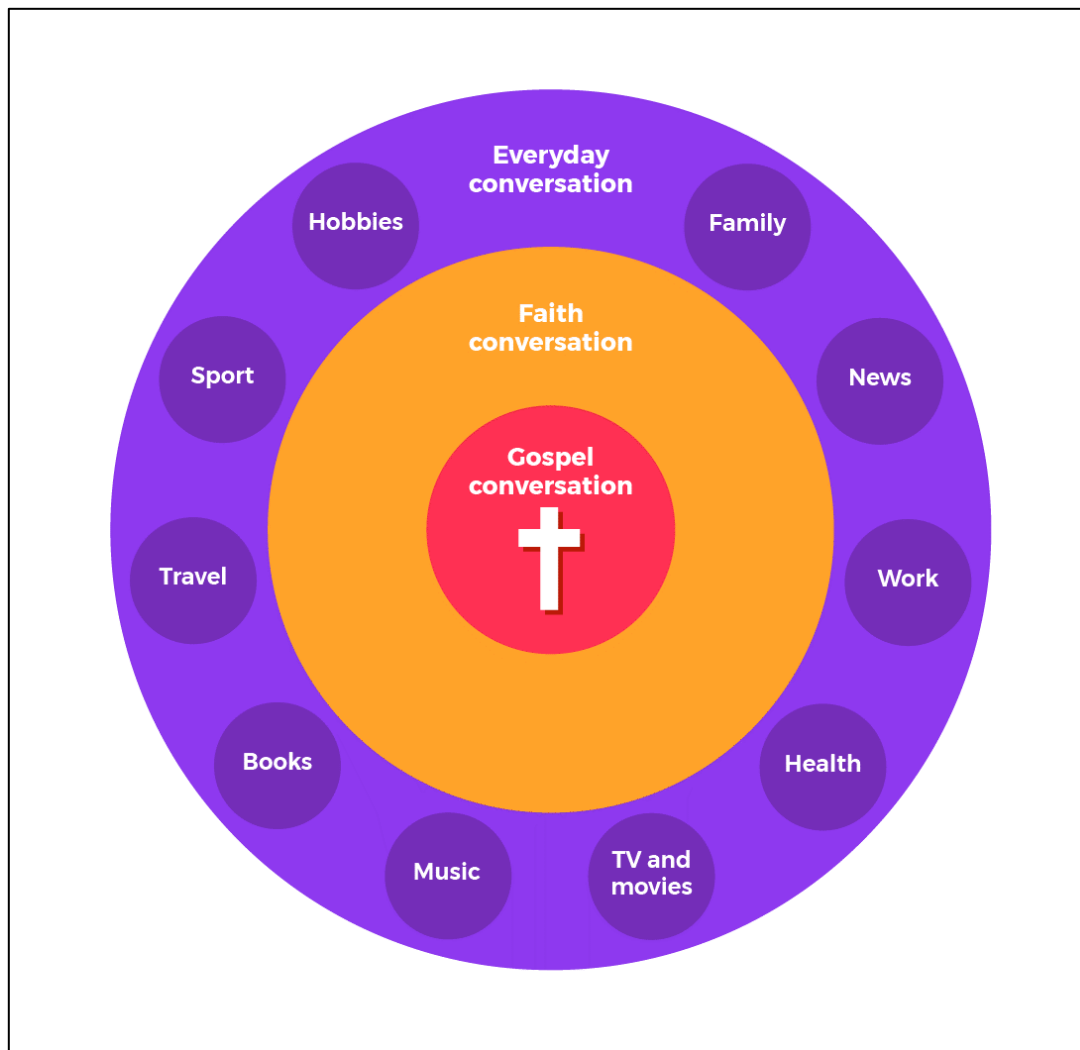 Everyday
conversation
Hobbies
Family
Faith
conversation
Sport
News
Gospel
conversation
Travel
Work
Books
Health
Music
TV and
movies